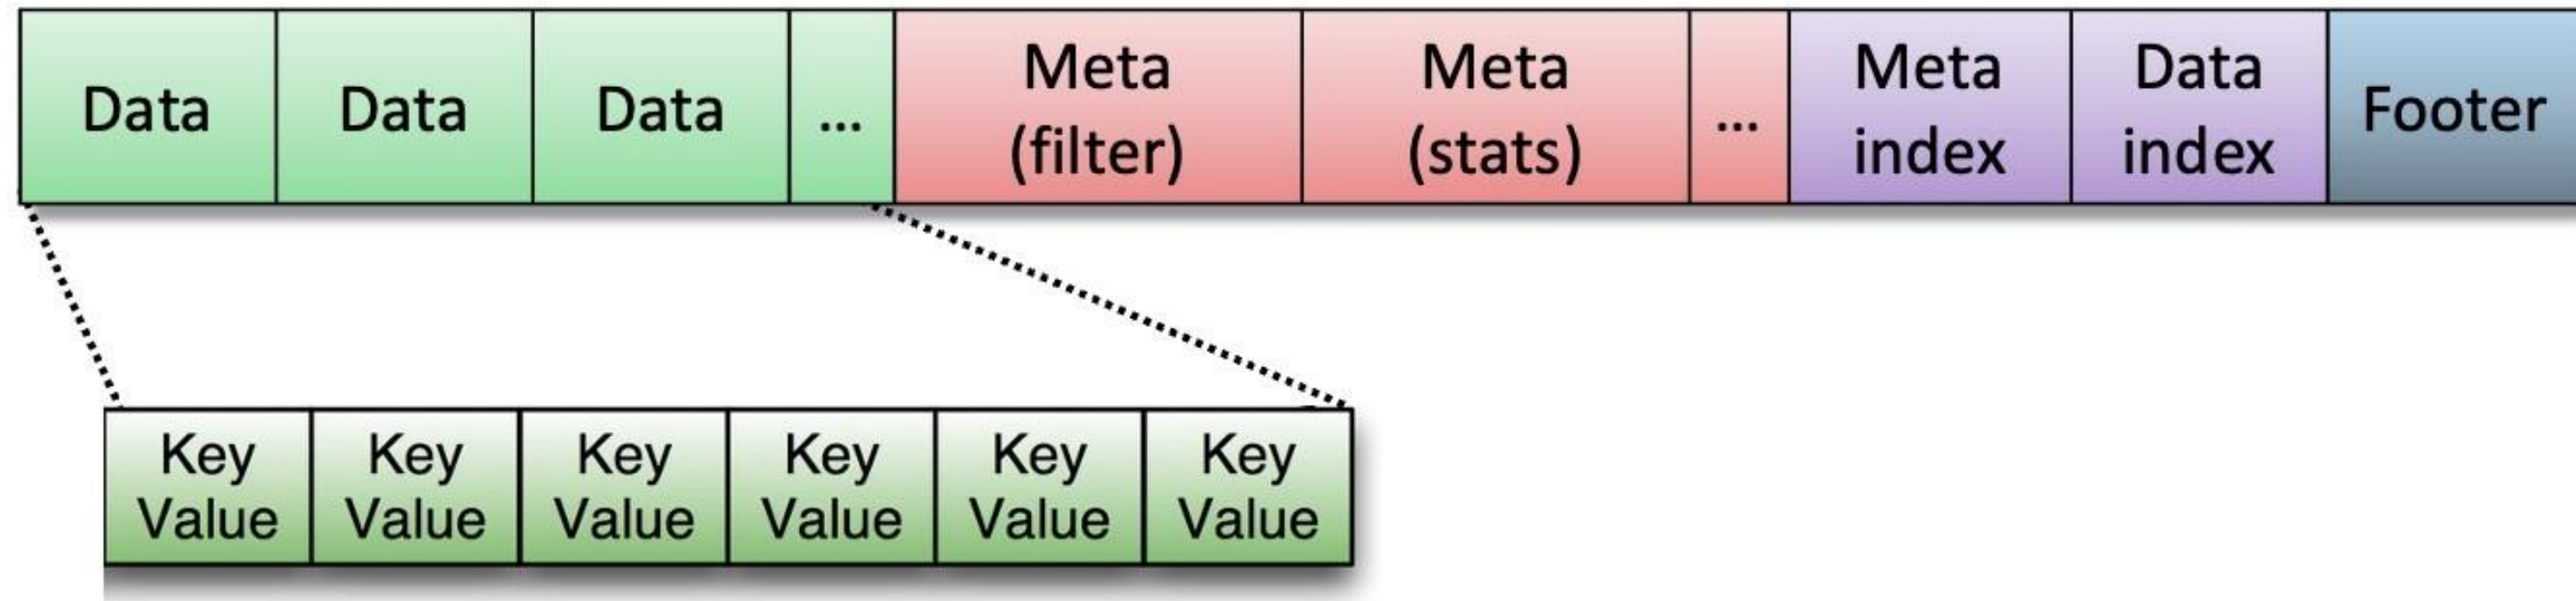 Data
Data
Data
...
Meta
(filter)
Meta
(stats)
...
Meta
index
Data
index
Footer
Key
Value
Key
Value
Key
Value
Key
Value
Key
Value
Key
Value